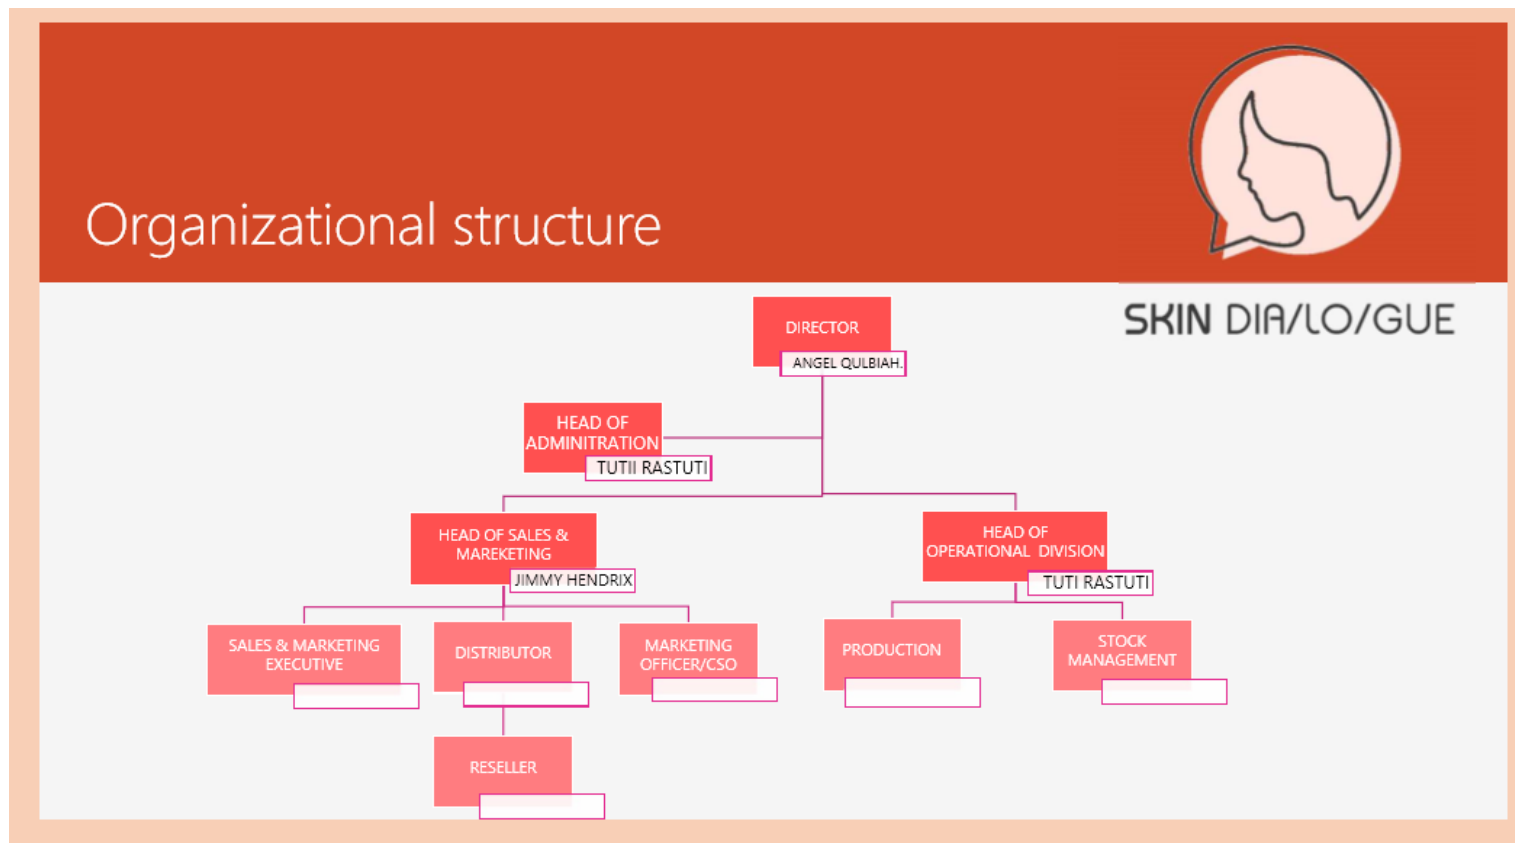 Organizational structure
SKIN DIA/LO/GUE
DIRECTOR
ANGEL QULBIAH.
HEAD OF
ADMINITRATION
TUTII RASTUTI
HEAD OF SALES &
MAREKETING
JIMMY HENDRIX
HEAD OF
OPERATIONAL DIVISION
TUTI RASTUTI
SALES & MARKETING
EXECUTIVE
DISTRIBUTOR
MARKETING
OFFICER/CSO
PRODUCTION
STOCK
MANAGEMENT
RESELLER